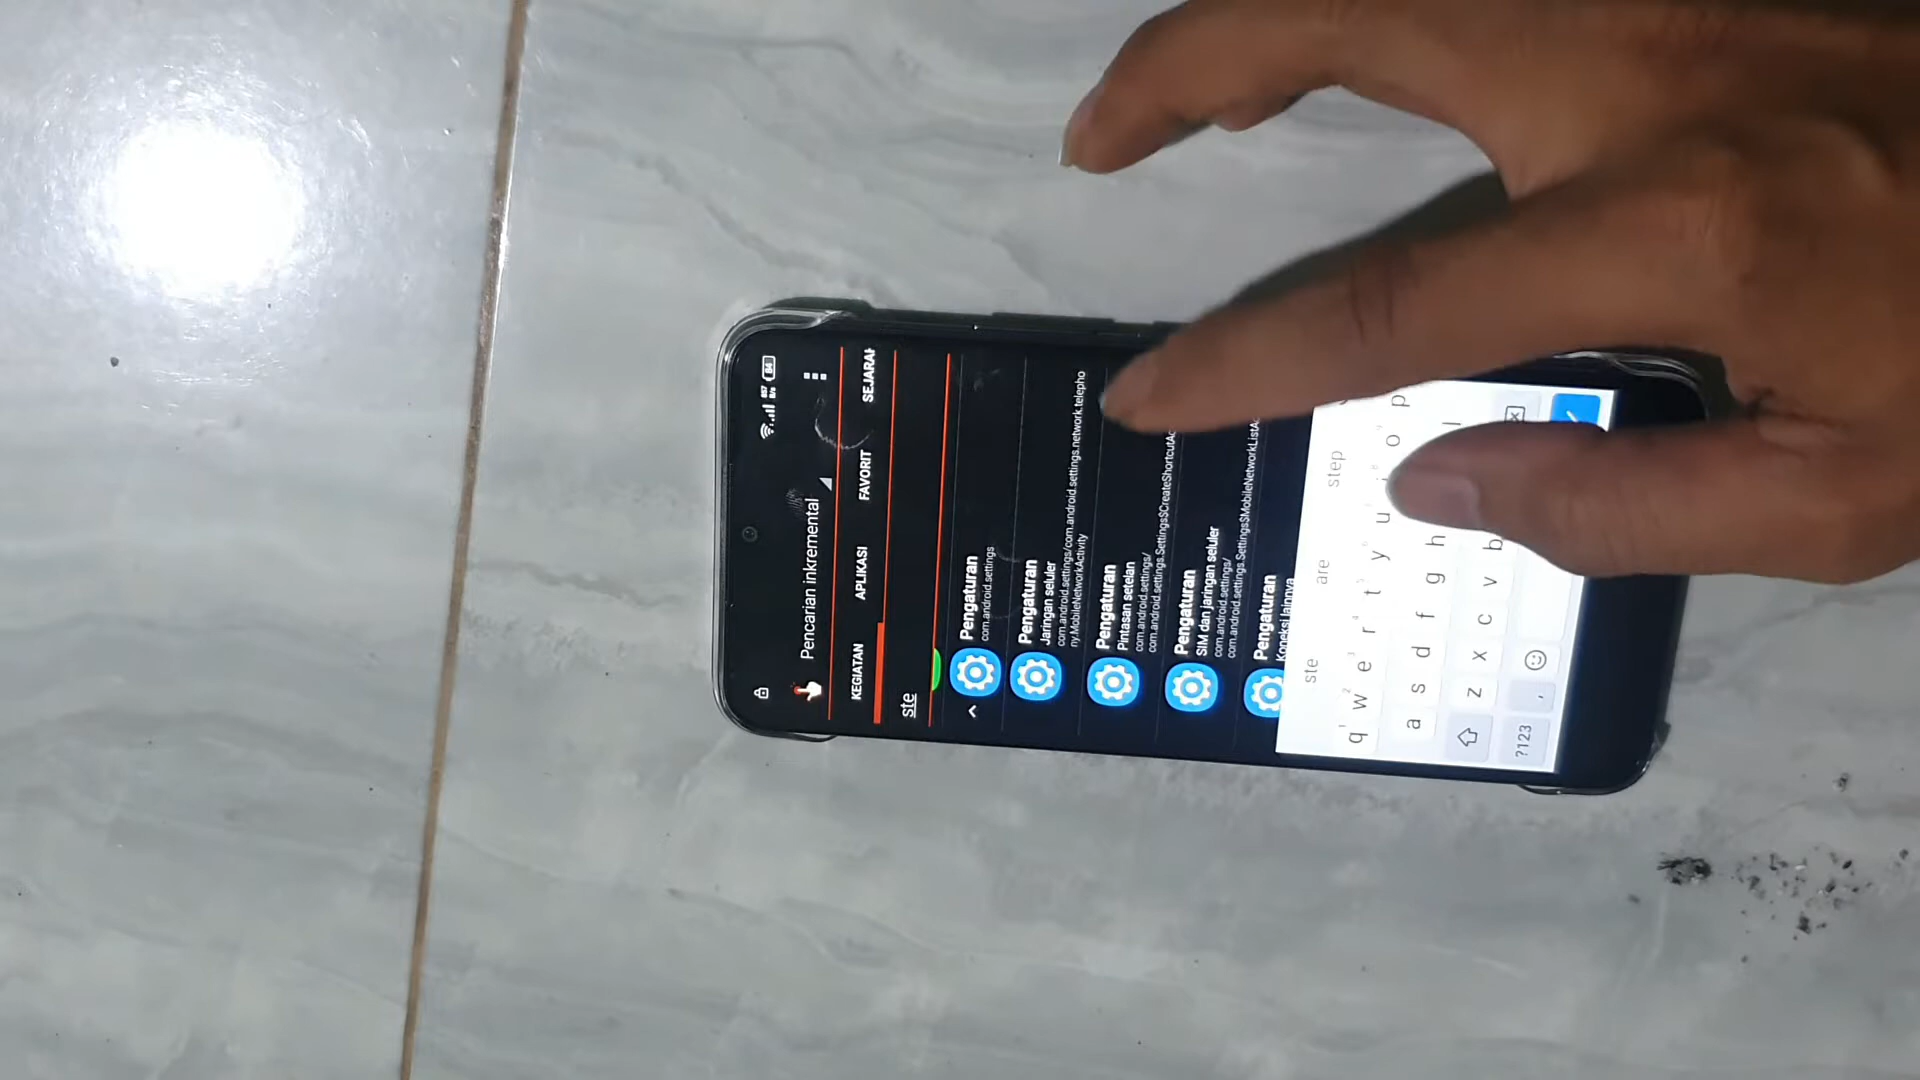 84
Pencarian inkremental
KEGIATAN
APLIKASI
FAVORIT
SEJARAH
ste
Pengaturan
com.android.settings
Pengaturan
Jaringan seluler
com.android.settings/com.android.settings.network.telepho
ny.MobileNetworkActivity
Pengaturan
Pintasan setelan
com.android.settings/
com.android.settings.Settings$CreateShortcutAc
Pengaturan
SIM dan jaringan seluler
com.android.settings/
com.android.settings.Settings$MobileNetworkListAc
Pengaturan
Koneksi lainnya
ste are step
q w e r t y u i o p
a s d f g h l
z x c v b
?123 ,